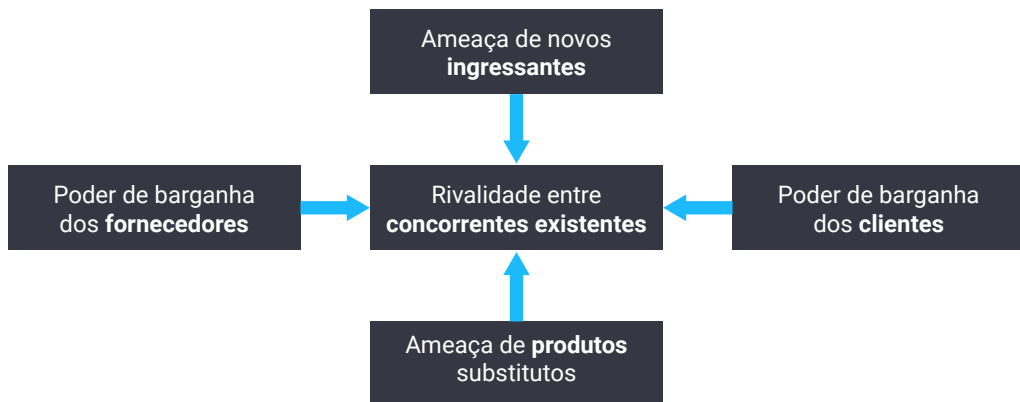 Ameaça de novos
ingressantes
Poder de barganha
dos fornecedores
Rivalidade entre
concorrentes existentes
Poder de barganha
dos clientes
Ameaça de produtos
substitutos